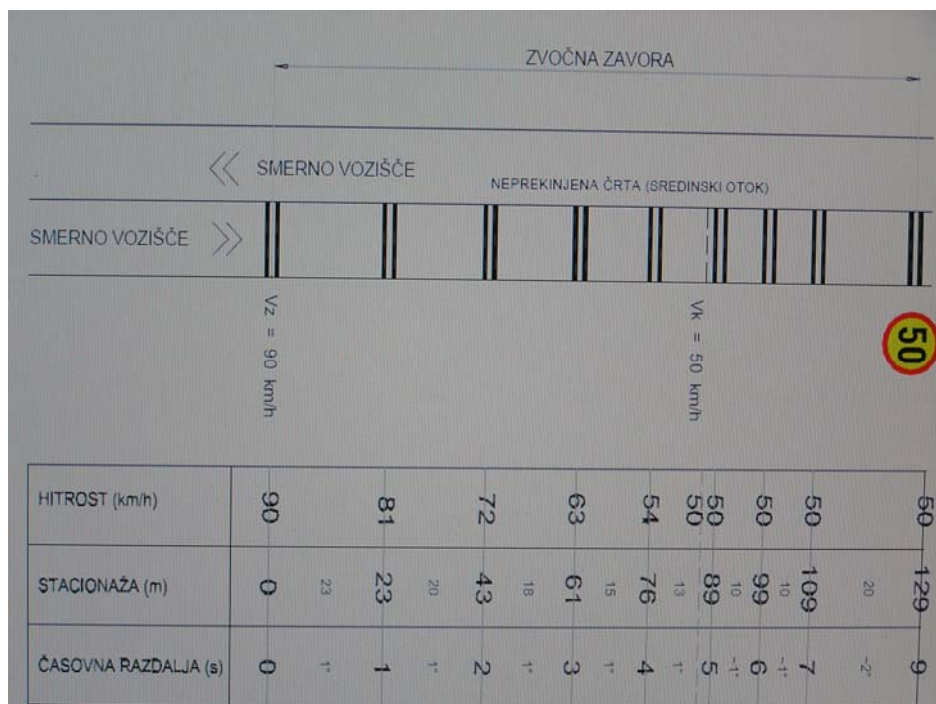 ZVOČNA ZAVORA
SMERNO VOZIŠČE
NEPREKINJENA ČRTA (SREDINSKI OTOK)
SMERNO VOZIŠČE
Vz = 90 km/h
Vk = 50 km/h
50
HITROST (km/h) 90 81 72 63 54 50 50 50 50 50
STACIONAŽA (m) 0 23 23 20 43 18 61 15 76 13 89 10 99 10 109 20 129
ČASOVNA RAZDALJA (s) 0 1" 1 1" 2 1" 3 1" 4 1" 5 ~1" 6 ~1" 7 ~2" 9